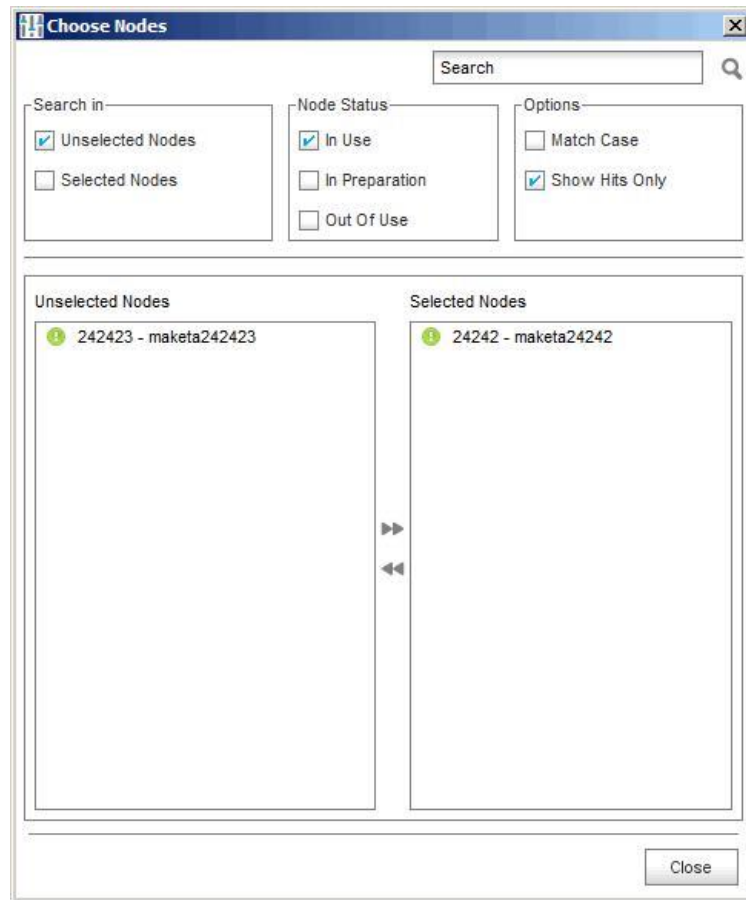 Choose Nodes
Search
Search in
Node Status
Options
Unselected Nodes
In Use
Match Case
Selected Nodes
In Preparation
Show Hits Only
Out Of Use
Unselected Nodes
Selected Nodes
242423 - maketa242423
24242 - maketa24242
Close